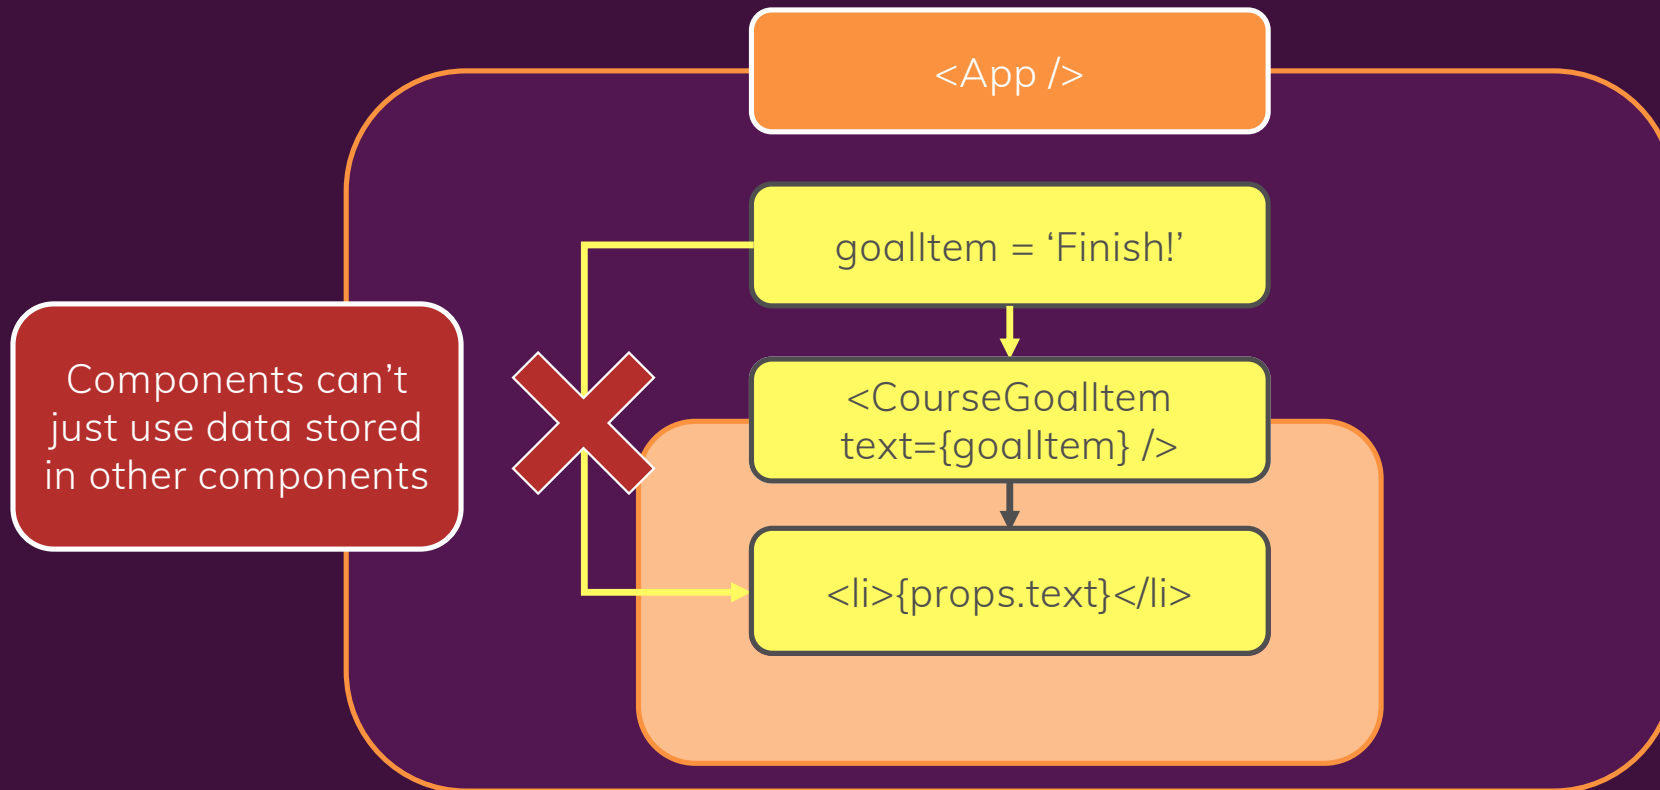 <App />
goalItem = ‘Finish!’
Components can’t
just use data stored
in other components
<CourseGoalItem
text={goalItem} />
<li>{props.text}</li>